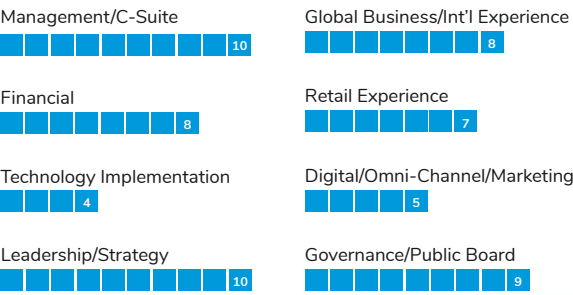 Management/C-Suite
10
Global Business/Int’l Experience
8
Financial
8
Retail Experience
7
Technology Implementation
4
Digital/Omni-Channel/Marketing
5
Leadership/Strategy
10
Governance/Public Board
9